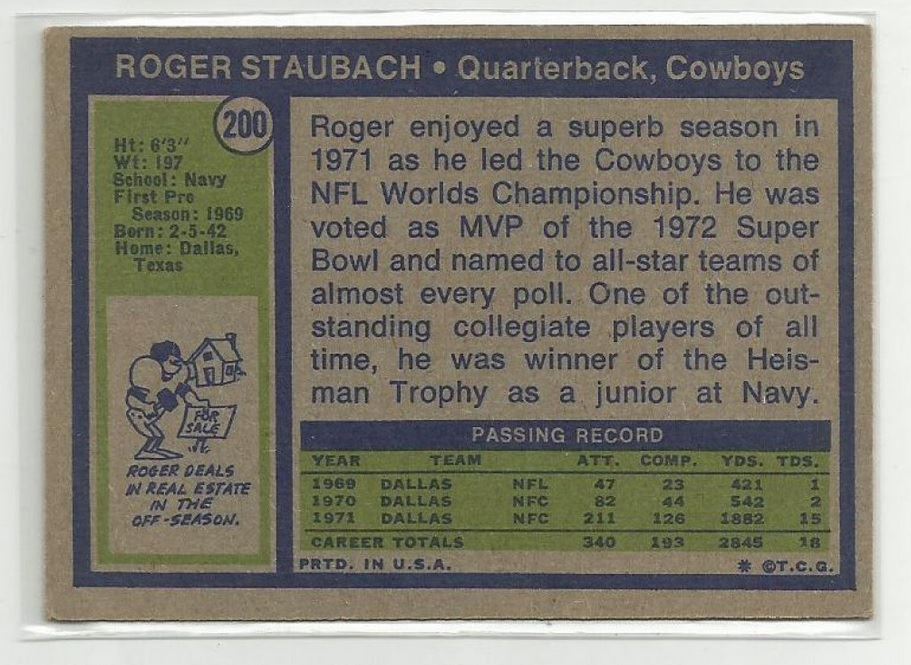 ROGER STAUBACH • Quarterback, Cowboys
200
Ht: 6'3"
Wt: 197
School: Navy
First Pro
Season: 1969
Born: 2-5-42
Home: Dallas,
Texas
FOR
SALE
ROGER DEALS
IN REAL ESTATE
IN THE
OFF-SEASON.
Roger enjoyed a superb season in
1971 as he led the Cowboys to the
NFL Worlds Championship. He was
voted as MVP of the 1972 Super
Bowl and named to all-star teams of
almost every poll. One of the out-
standing collegiate players of all
time, he was winner of the Heis-
man Trophy as a junior at Navy.
PASSING RECORD
YEAR TEAM ATT. COMP. YDS. TDS.
1969 DALLAS NFL 47 23 421 1
1970 DALLAS NFC 82 44 542 2
1971 DALLAS NFC 211 126 1882 15
CAREER TOTALS 340 193 2845 18
PRTD. IN U.S.A. * ©T.C.G.